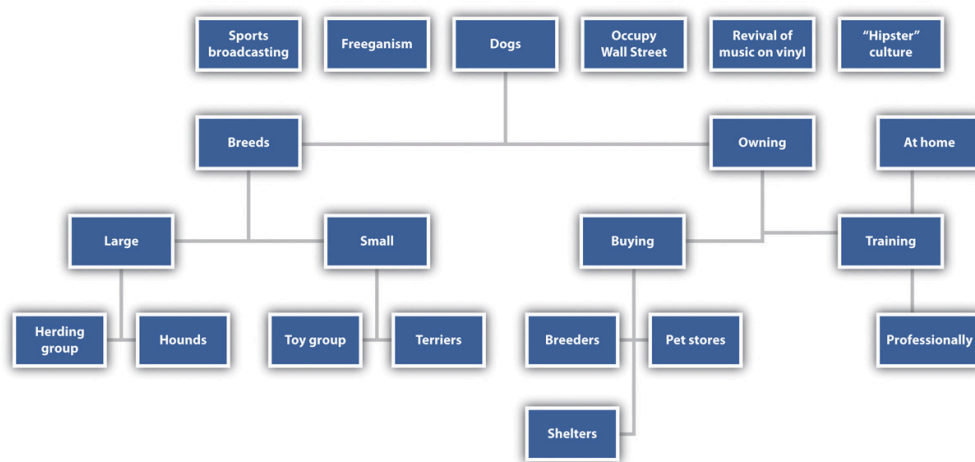 Sports
broadcasting
Freeganism
Dogs
Occupy
Wall Street
Revival of
music on vinyl
“Hipster”
culture
Breeds
Owning
At home
Large
Small
Buying
Training
Herding
group
Hounds
Toy group
Terriers
Breeders
Pet stores
Professionally
Shelters